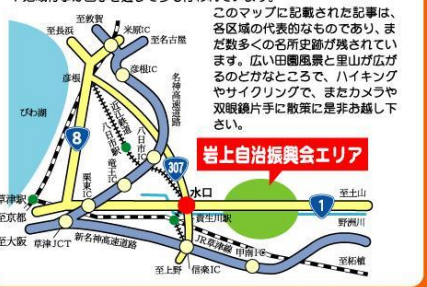 このマップに記載された記事は、
各区域の代表的なものであり、ま
だ数多くの名所史跡が残されてい
ます。広い田園風景と里山が広が
るのどかなところで、ハイキング
やサイクリングで、またカメラや
双眼鏡片手に散策に是非お越し下
さい。
至敦賀
至長浜
米原IC
至名古屋
彦根
彦根IC
びわ湖
名神高速道路
近江鉄道
8
八日市駅
八日市IC
竜王IC
307
岩上自治振興会エリア
栗東IC
水口
草津駅
1
至土山
至京都
貴生川駅
野洲川
至大阪
草津JCT
新名神高速道路
JR草津線
甲南IC
至上野
信楽IC
至柘植